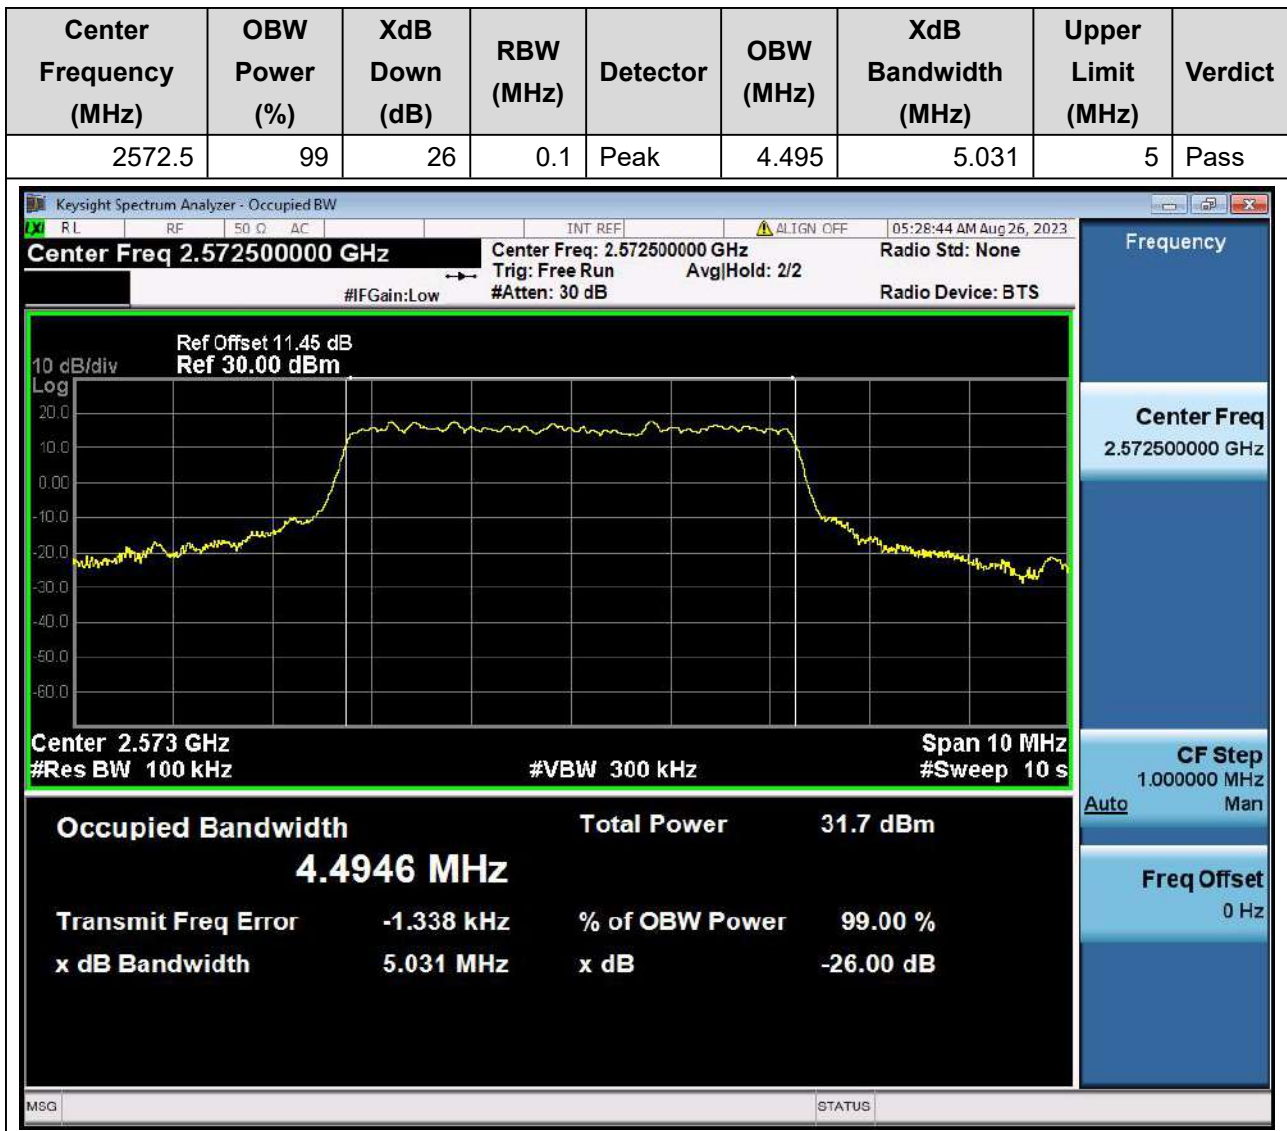 Center Frequency (MHz) OBW Power (%) XdB Down (dB) RBW (MHz) Detector OBW (MHz) XdB Bandwidth (MHz) Upper Limit (MHz) Verdict
2572.5 99 26 0.1 Peak 4.495 5.031 5 Pass
Keysight Spectrum Analyzer - Occupied BW
LXI RL RF 50 Ω AC INT REF ALIGN OFF 05:28:44 AM Aug 26, 2023
Center Freq 2.572500000 GHz Center Freq: 2.572500000 GHz Radio Std: None
Trig: Free Run Avg|Hold: 2/2
#IFGain:Low #Atten: 30 dB Radio Device: BTS
Ref Offset 11.45 dB
10 dB/div Ref 30.00 dBm
Log
20.0
10.0
0.00
-10.0
-20.0
-30.0
-40.0
-50.0
-60.0
Center 2.573 GHz Span 10 MHz
#Res BW 100 kHz #VBW 300 kHz #Sweep 10 s
Occupied Bandwidth Total Power 31.7 dBm
4.4946 MHz
Transmit Freq Error -1.338 kHz % of OBW Power 99.00 %
x dB Bandwidth 5.031 MHz x dB -26.00 dB
MSG STATUS
Frequency
Center Freq
2.572500000 GHz
CF Step
1.000000 MHz
Auto Man
Freq Offset
0 Hz